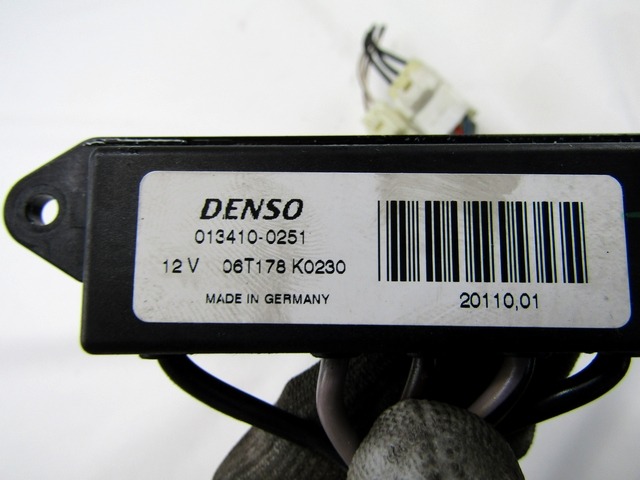 DENSO
013410-0251
12 V 06T178 K0230
MADE IN GERMANY
20110,01